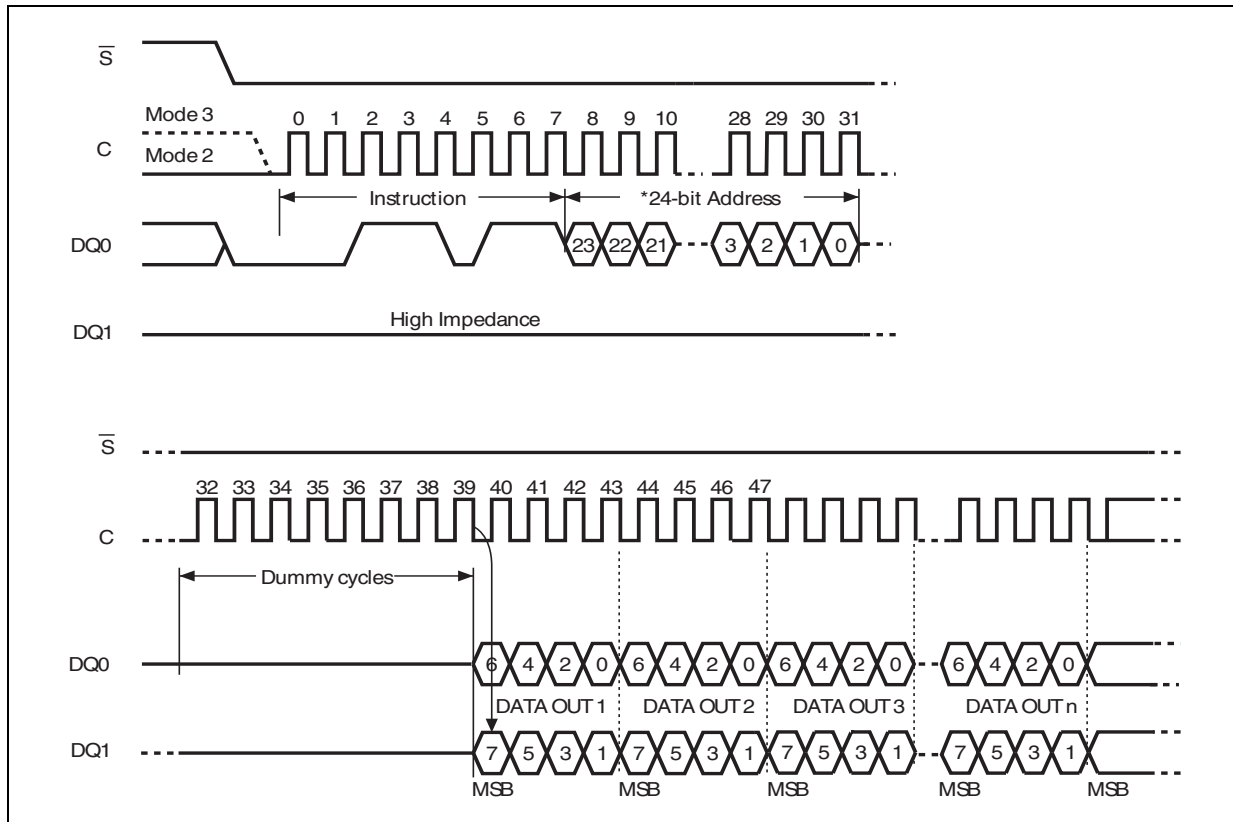 S
Mode 3
0 1 2 3 4 5 6 7 8 9 10 28 29 30 31
C
Mode 2
Instruction *24-bit Address
DQ0 23 22 21 3 2 1 0
High Impedance
DQ1
S
32 33 34 35 36 37 38 39 40 41 42 43 44 45 46 47
C
Dummy cycles
DQ0 6 4 2 0 6 4 2 0 6 4 2 0 6 4 2 0
DATA OUT 1 DATA OUT 2 DATA OUT 3 DATA OUT n
DQ1 7 5 3 1 7 5 3 1 7 5 3 1 7 5 3 1
MSB MSB MSB MSB MSB